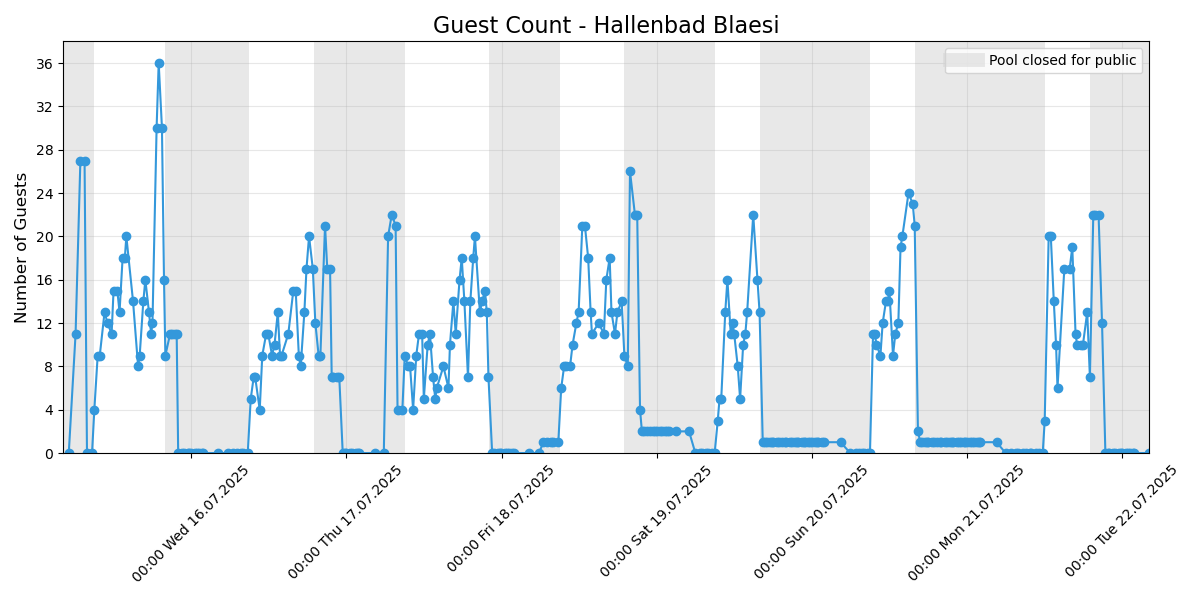 Guest Count - Hallenbad Blaesi
Pool closed for public
Number of Guests
36
32
28
24
20
16
12
8
4
0
00:00 Wed 16.07.2025
00:00 Thu 17.07.2025
00:00 Fri 18.07.2025
00:00 Sat 19.07.2025
00:00 Sun 20.07.2025
00:00 Mon 21.07.2025
00:00 Tue 22.07.2025